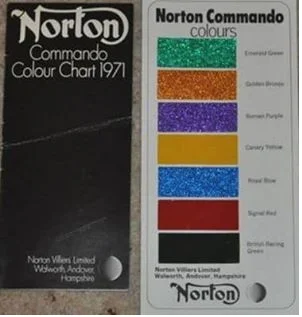 Norton
Commando
Colour Chart 1971
Norton Villiers Limited
Walworth, Andover,
Hampshire
Norton Commando
colours
Emerald Green
Golden Bronze
Roman Purple
Canary Yellow
Royal Blue
Signal Red
British Racing
Green
Norton Villiers Limited
Walworth, Andover, Hampshire
Norton